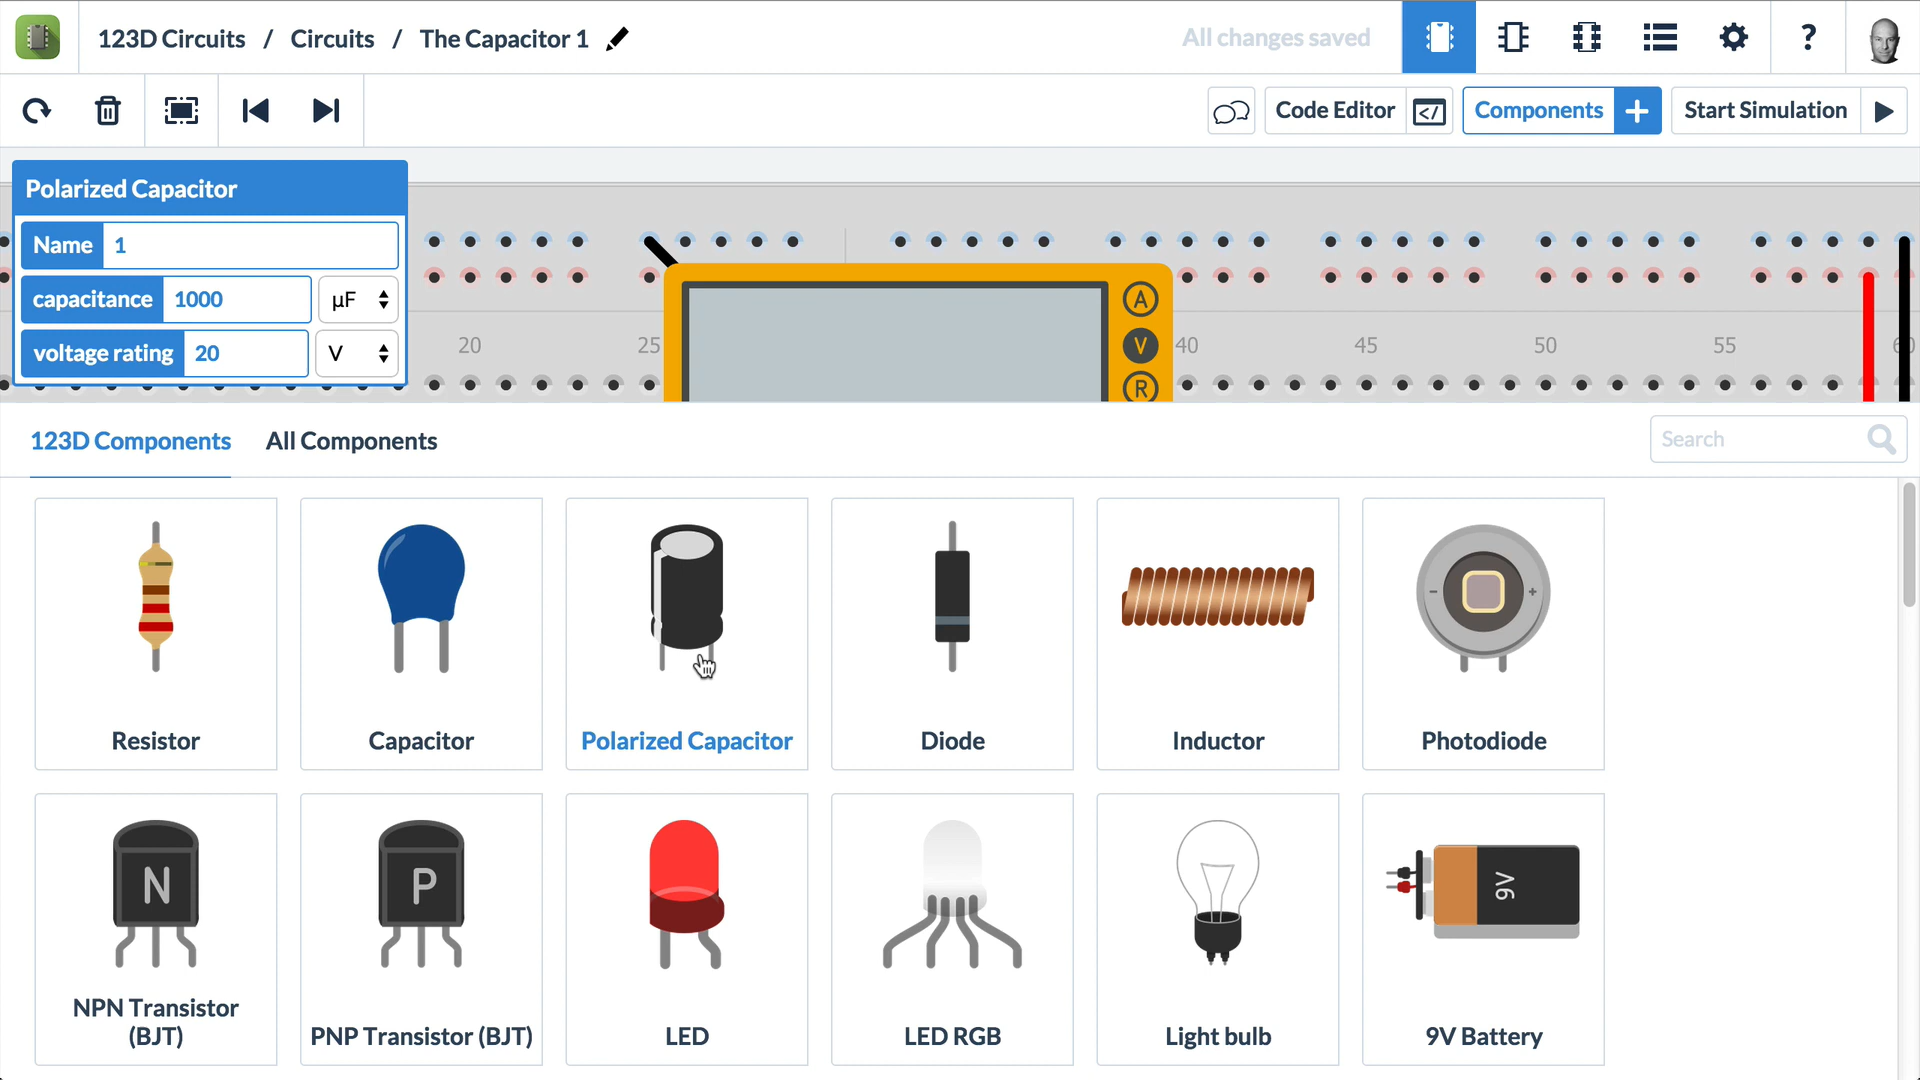 123D Circuits / Circuits / The Capacitor 1
All changes saved
?
Code Editor </>
Components +
Start Simulation
Polarized Capacitor
Name 1
capacitance 1000 µF
voltage rating 20 V
A
V
R
20 25 40 45 50 55 60
123D Components All Components
Search
Resistor
Capacitor
Polarized Capacitor
Diode
Inductor
- +
Photodiode
N
NPN Transistor
(BJT)
P
PNP Transistor (BJT)
LED
LED RGB
Light bulb
9V
9V Battery